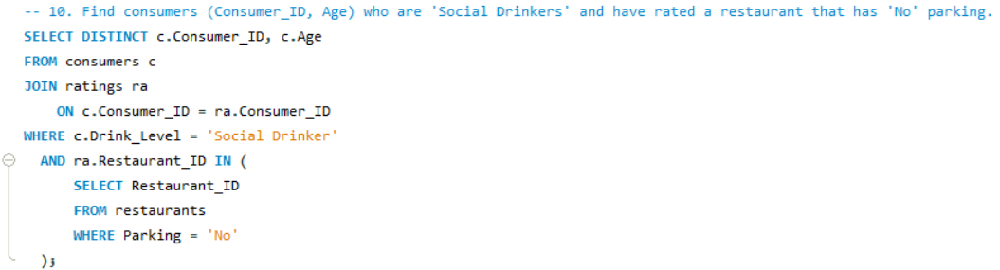 -- 10. Find consumers (Consumer_ID, Age) who are 'Social Drinkers' and have rated a restaurant that has 'No' parking.
SELECT DISTINCT c.Consumer_ID, c.Age
FROM consumers c
JOIN ratings ra
    ON c.Consumer_ID = ra.Consumer_ID
WHERE c.Drink_Level = 'Social Drinker'
  AND ra.Restaurant_ID IN (
      SELECT Restaurant_ID
      FROM restaurants
      WHERE Parking = 'No'
  );